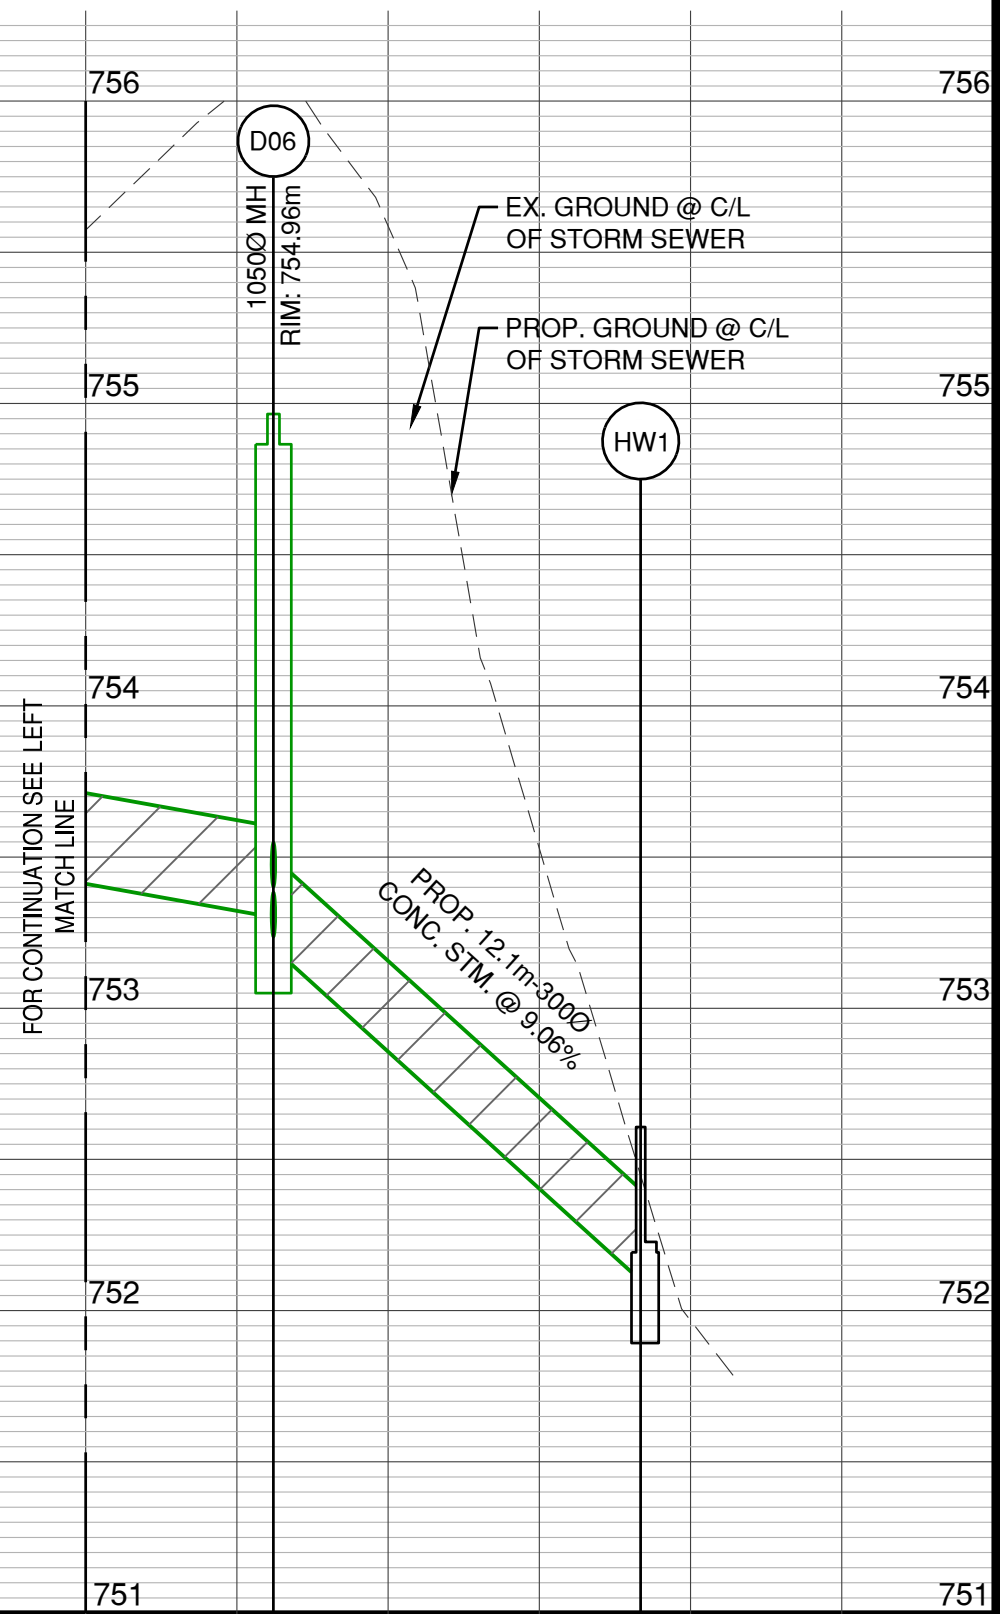 756
756
D06
1050Ø MH
RIM: 754.96m
EX. GROUND @ C/L
OF STORM SEWER
PROP. GROUND @ C/L
OF STORM SEWER
755
755
HW1
754
754
FOR CONTINUATION SEE LEFT
MATCH LINE
PROP. 12.1m-300Ø
CONC. STM. @ 9.06%
753
753
752
752
751
751